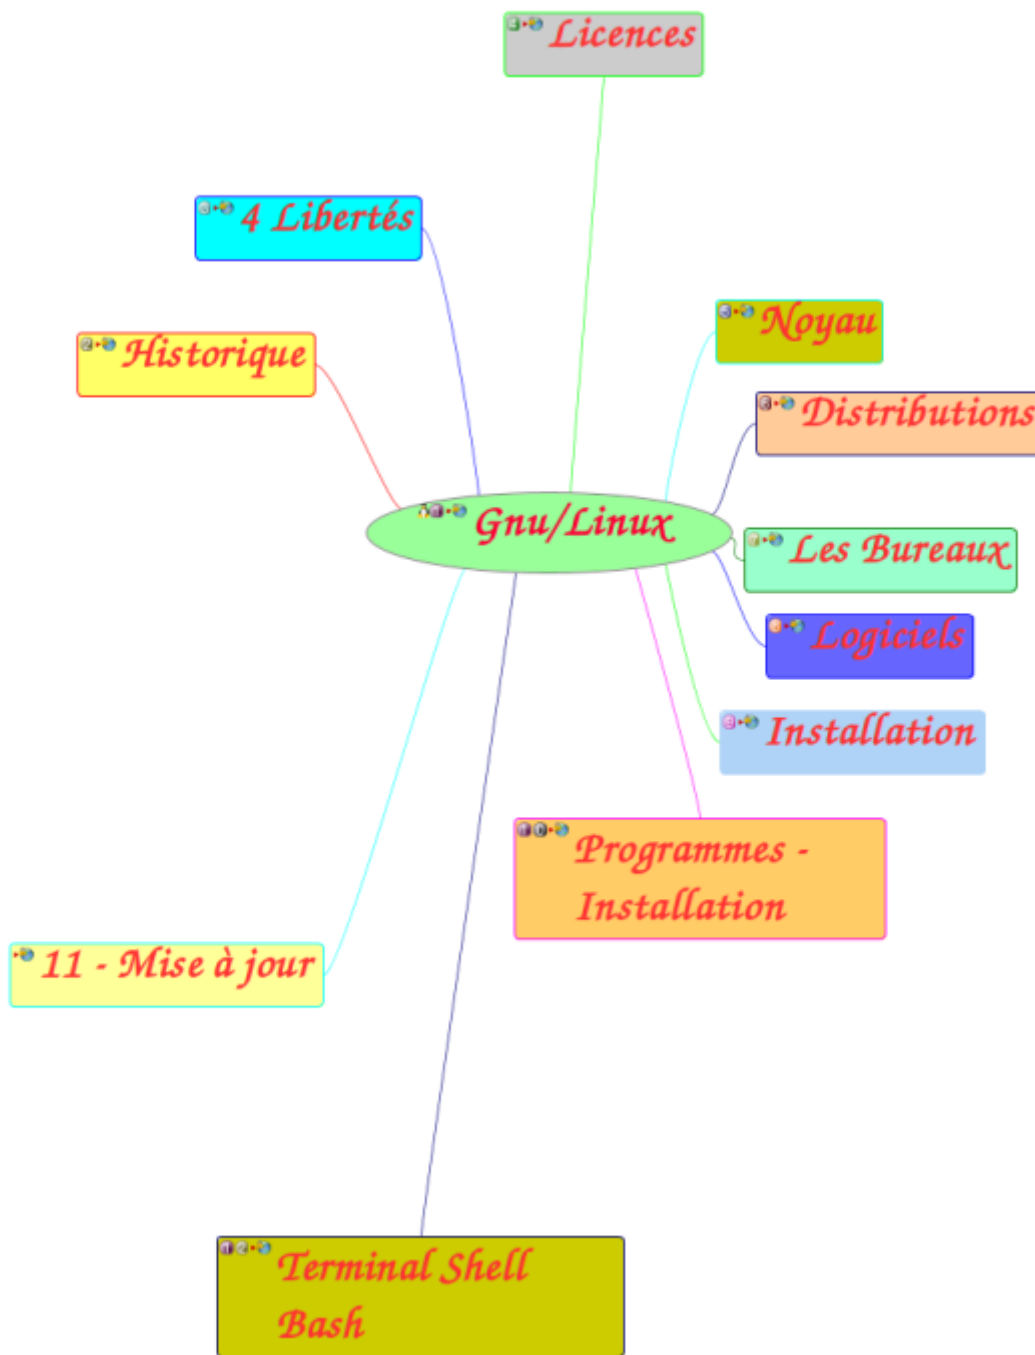 Licences
4 Libertés
Historique
Noyau
Distributions
Gnu/Linux
Les Bureaux
Logiciels
Installation
Programmes -
Installation
11 - Mise à jour
Terminal Shell
Bash